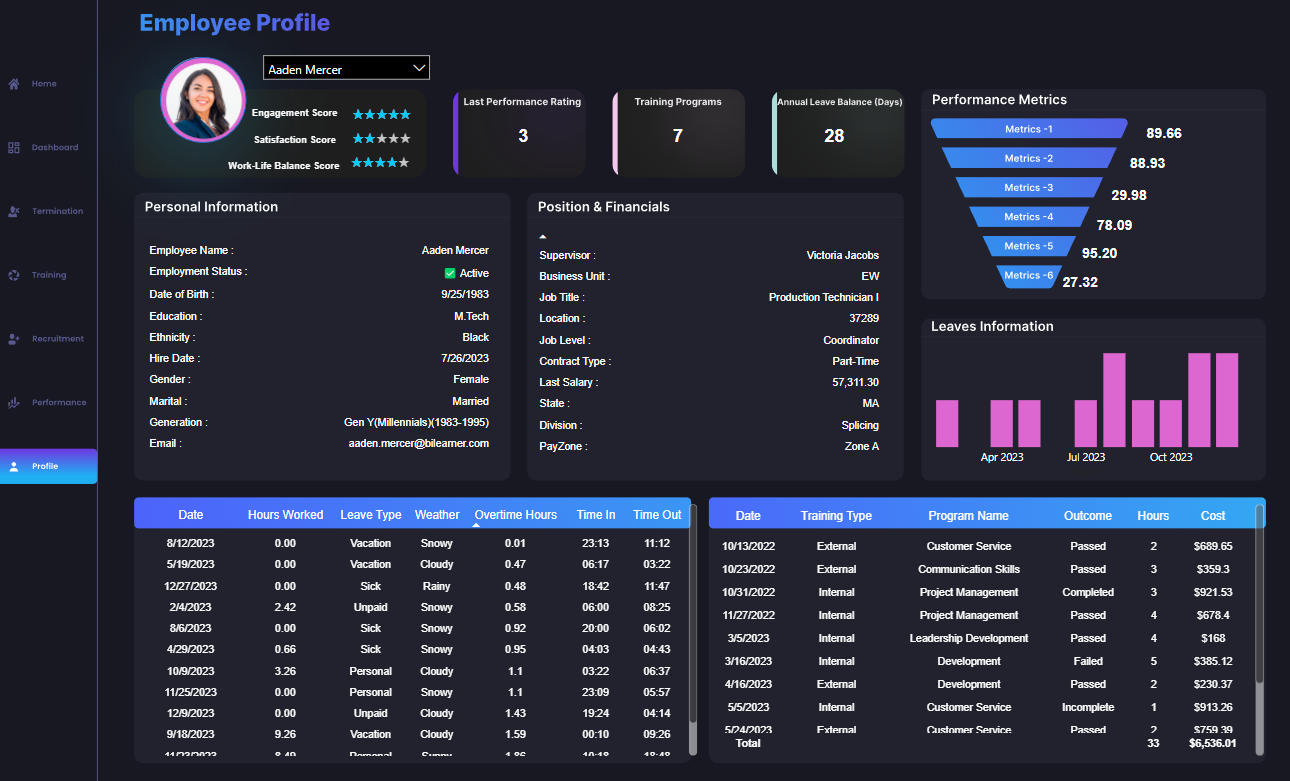 Employee Profile
Home
Dashboard
Termination
Training
Recruitment
Performance
Profile
Aaden Mercer
Engagement Score
Satisfaction Score
Work-Life Balance Score
Last Performance Rating
3
Training Programs
7
Annual Leave Balance (Days)
28
Performance Metrics
Metrics -1 89.66
Metrics -2 88.93
Metrics -3 29.98
Metrics -4 78.09
Metrics -5 95.20
Metrics -6 27.32
Personal Information
Employee Name : Aaden Mercer
Employment Status : ✅ Active
Date of Birth : 9/25/1983
Education : M.Tech
Ethnicity : Black
Hire Date : 7/26/2023
Gender : Female
Marital : Married
Generation : Gen Y(Millennials)(1983-1995)
Email : aaden.mercer@bilearner.com
Position & Financials
Supervisor : Victoria Jacobs
Business Unit : EW
Job Title : Production Technician I
Location : 37289
Job Level : Coordinator
Contract Type : Part-Time
Last Salary : 57,311.30
State : MA
Division : Splicing
PayZone : Zone A
Leaves Information
Apr 2023 Jul 2023 Oct 2023
Date Hours Worked Leave Type Weather Overtime Hours Time In Time Out
8/12/2023 0.00 Vacation Snowy 0.01 23:13 11:12
5/19/2023 0.00 Vacation Cloudy 0.47 06:17 03:22
12/27/2023 0.00 Sick Rainy 0.48 18:42 11:47
2/4/2023 2.42 Unpaid Snowy 0.58 06:00 08:25
8/6/2023 0.00 Sick Snowy 0.92 20:00 06:02
4/29/2023 0.66 Sick Snowy 0.95 04:03 04:43
10/9/2023 3.26 Personal Cloudy 1.1 03:22 06:37
11/25/2023 0.00 Personal Snowy 1.1 23:09 05:57
12/9/2023 0.00 Unpaid Cloudy 1.43 19:24 04:14
9/18/2023 9.26 Vacation Cloudy 1.59 00:10 09:26
11/23/2023 8.49 Personal Sunny 1.86 10:18 18:48
Date Training Type Program Name Outcome Hours Cost
10/13/2022 External Customer Service Passed 2 $689.65
10/23/2022 External Communication Skills Passed 3 $359.3
10/31/2022 Internal Project Management Completed 3 $921.53
11/27/2022 Internal Project Management Passed 4 $678.4
3/5/2023 Internal Leadership Development Passed 4 $168
3/16/2023 Internal Development Failed 5 $385.12
4/16/2023 External Development Passed 2 $230.37
5/5/2023 Internal Customer Service Incomplete 1 $913.26
5/24/2023 External Customer Service Passed 2 $759.39
Total 33 $6,536.01